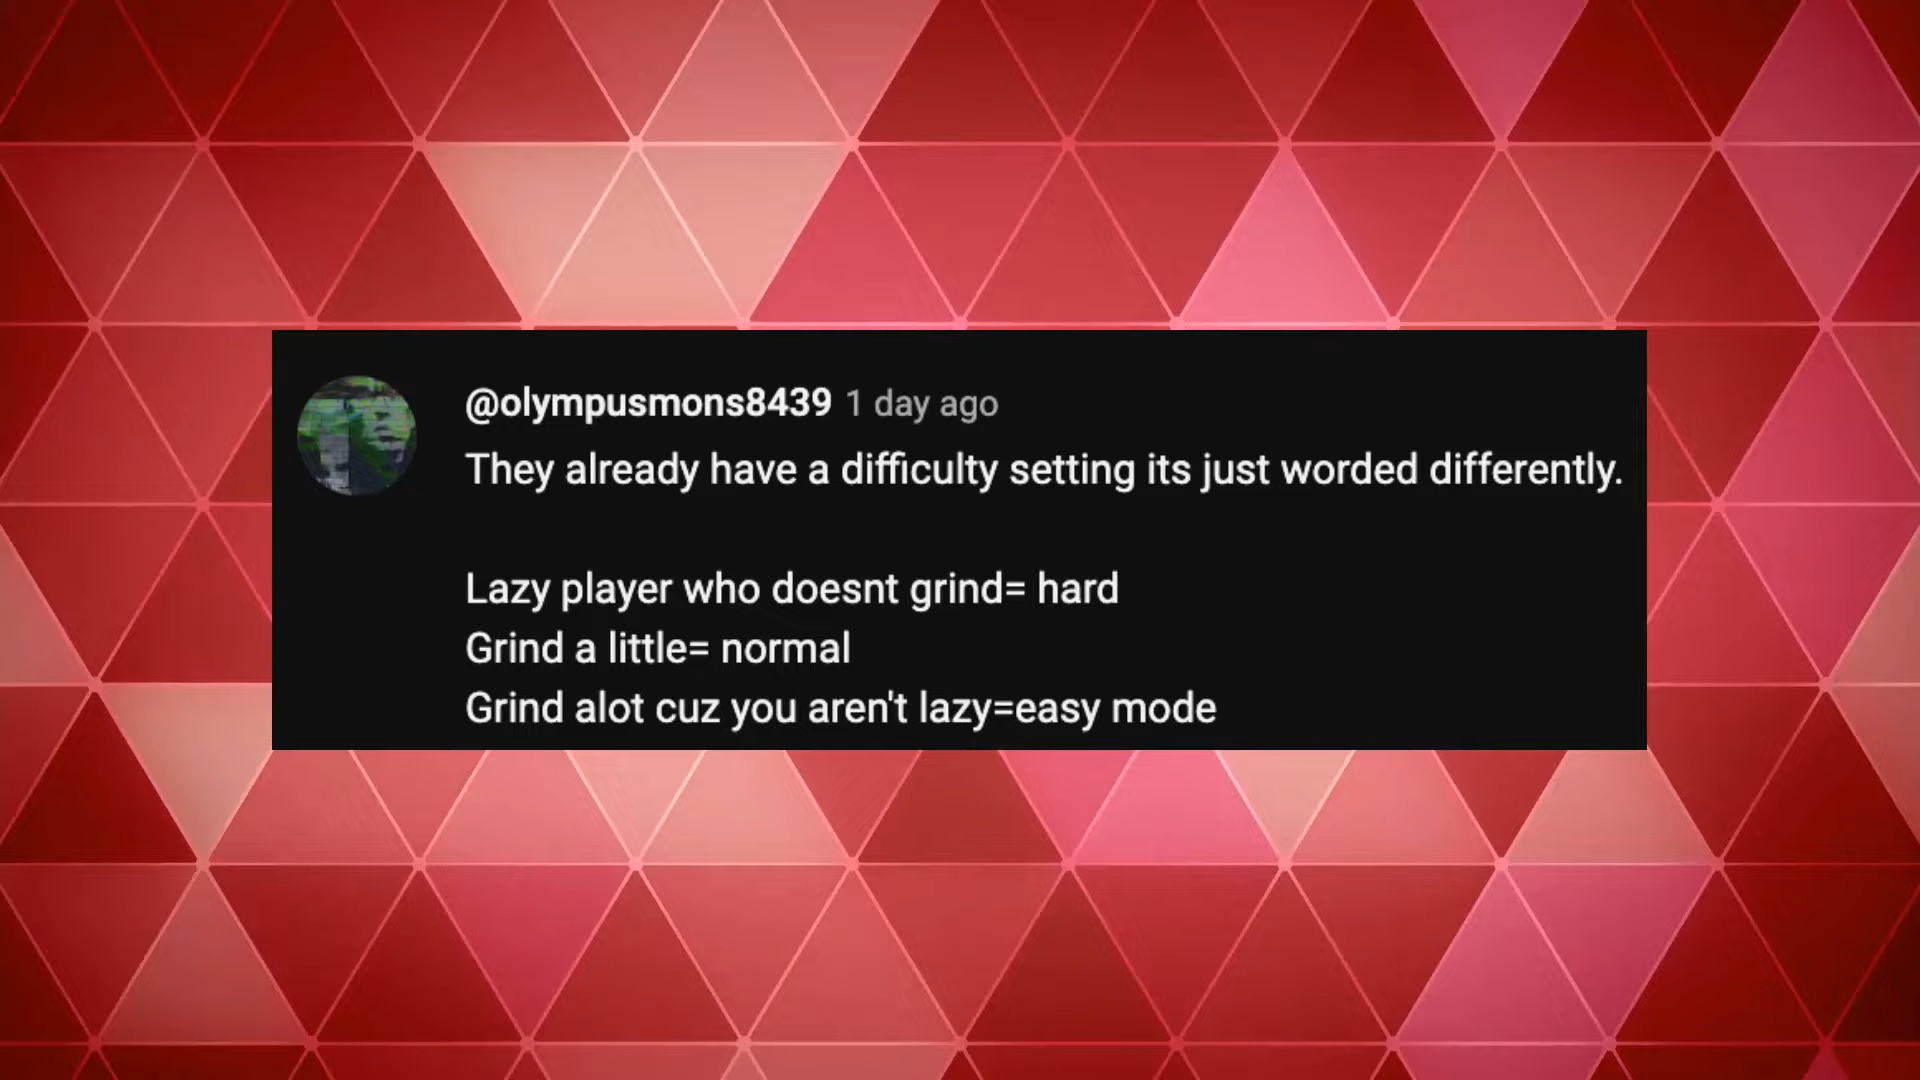 @olympusmons8439 1 day ago
They already have a difficulty setting its just worded differently.
Lazy player who doesnt grind= hard
Grind a little= normal
Grind alot cuz you aren't lazy=easy mode